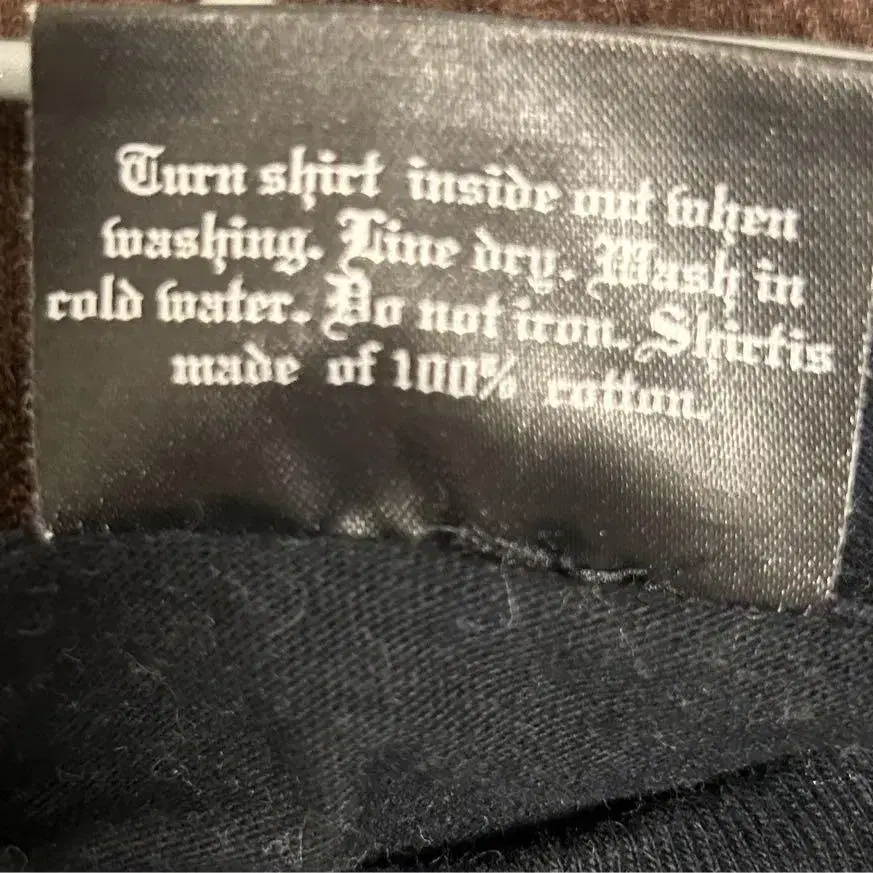 Turn shirt inside out when
washing. Line dry. Wash in
cold water. Do not iron. Shirt is
made of 100% cotton.